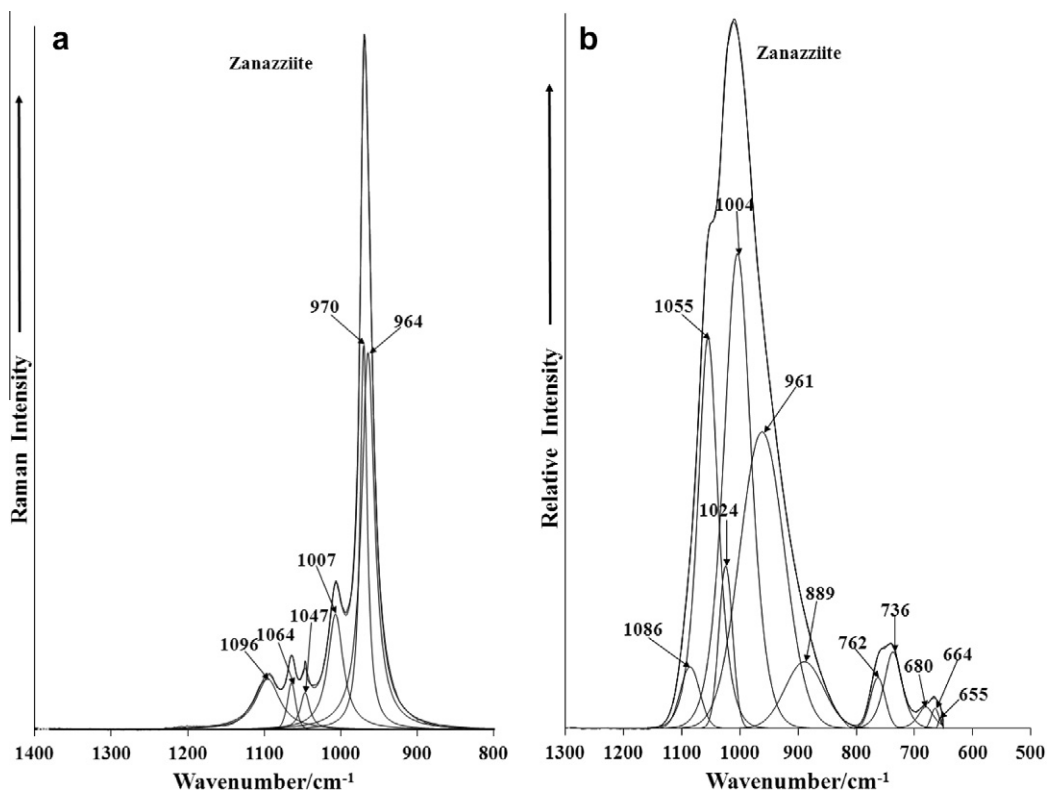 a
Zanazziite
Raman Intensity
970
964
1007
1047
1064
1096
1400 1200 1100 1000 900 800
Wavenumber/cm-1
b
Zanazziite
Relative Intensity
1004
1055
961
1024
889
1086
762
736
680
664
655
1300 1200 1100 1000 900 800 700 600 500
Wavenumber/cm-1